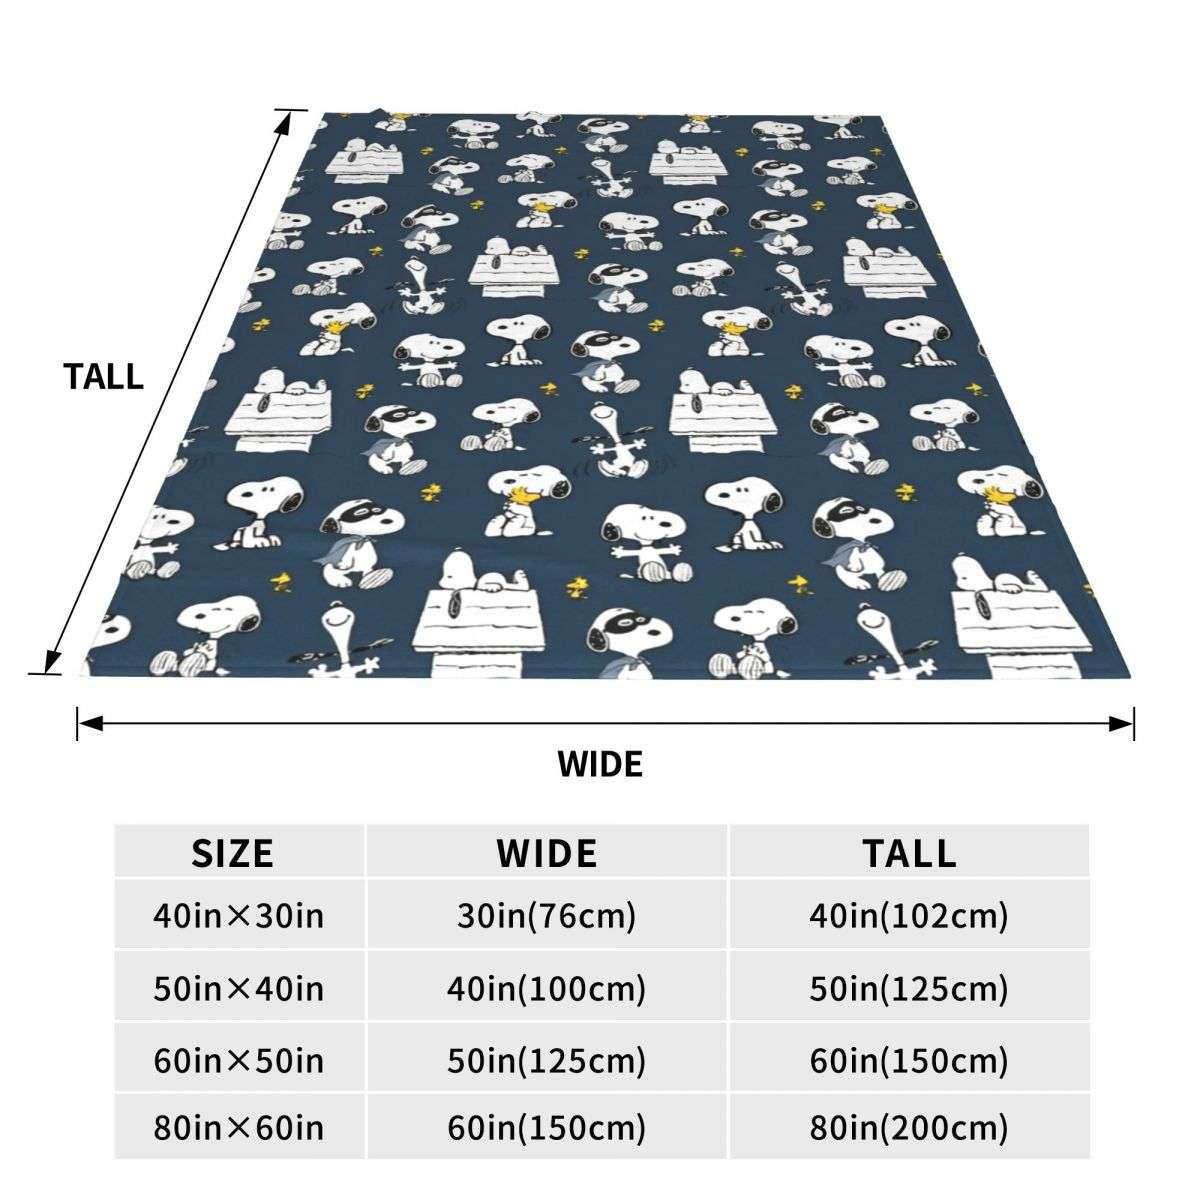 TALL
WIDE
SIZE WIDE TALL
40in×30in 30in(76cm) 40in(102cm)
50in×40in 40in(100cm) 50in(125cm)
60in×50in 50in(125cm) 60in(150cm)
80in×60in 60in(150cm) 80in(200cm)